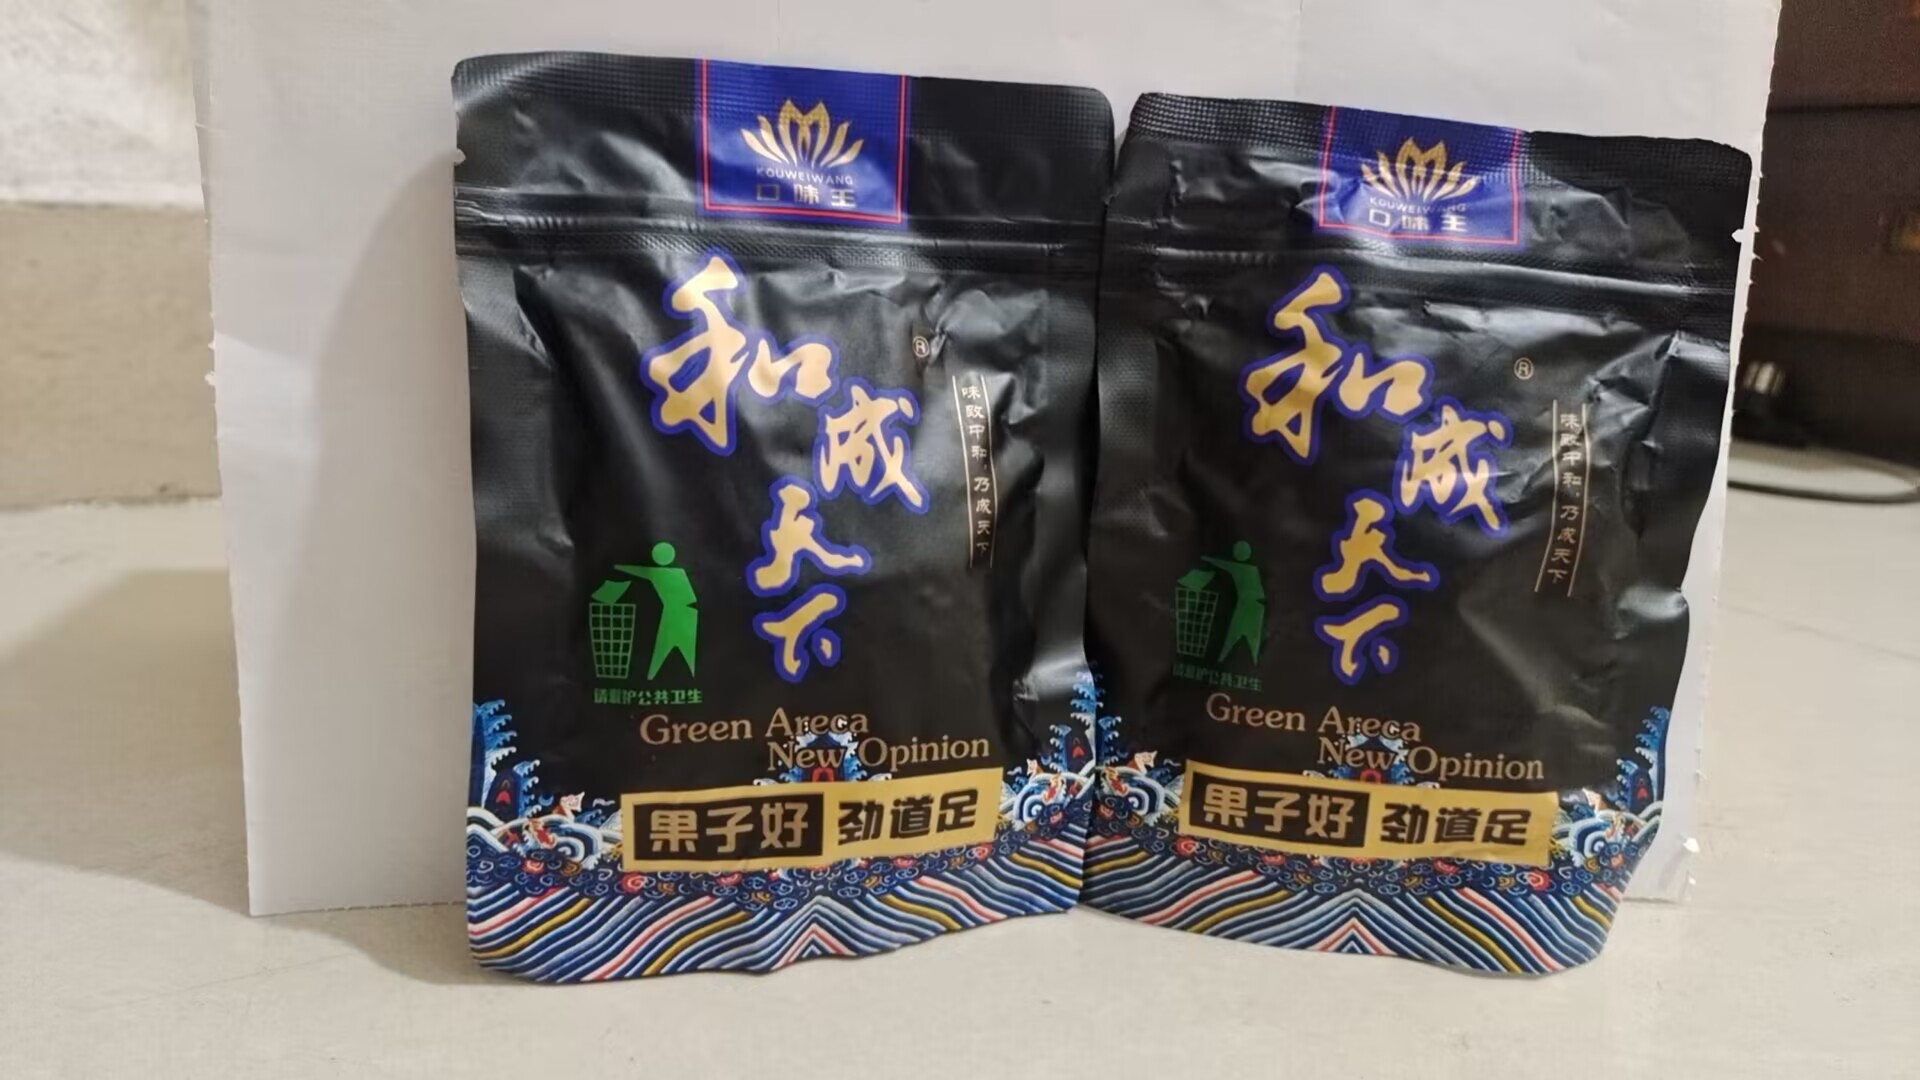 KOUWEIWANG
口味王
和成天下
®
味致中和，乃成天下
请爱护公共卫生
Green Areca
New Opinion
果子好 劲道足
KOUWEIWANG
口味王
和成天下
®
味致中和，乃成天下
请爱护公共卫生
Green Areca
New Opinion
果子好 劲道足